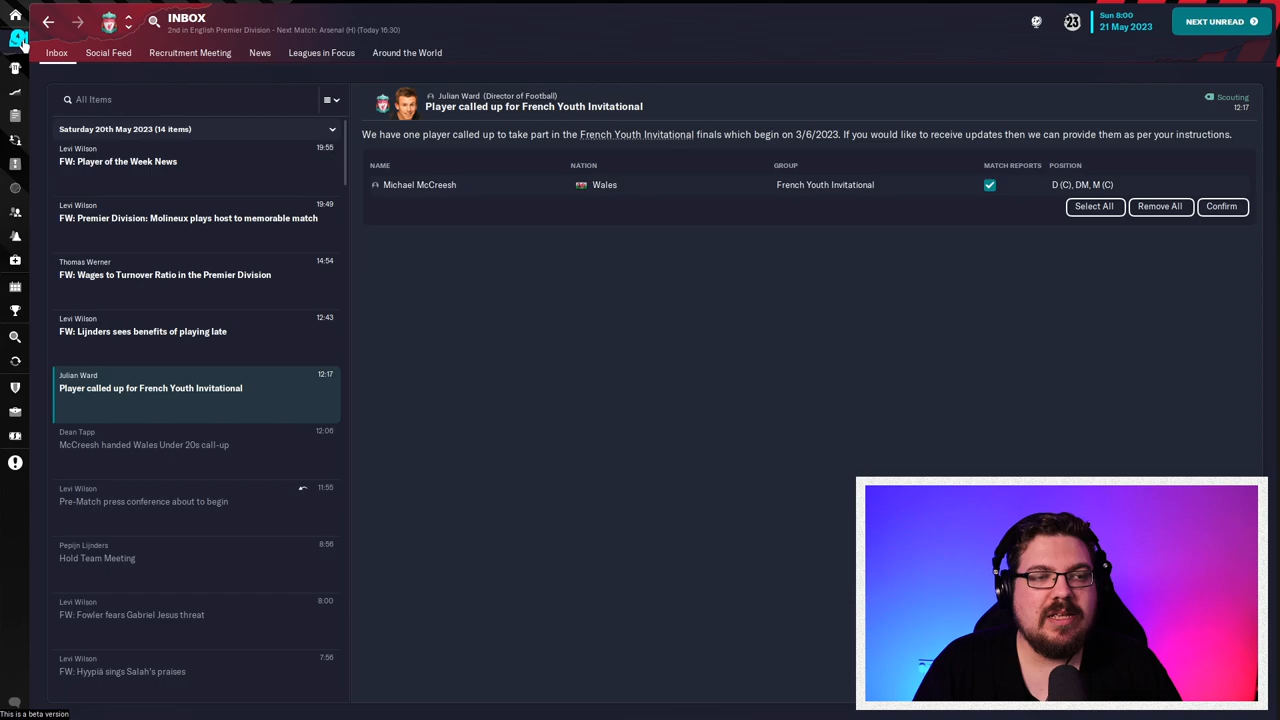 INBOX
2nd in English Premier Division - Next Match: Arsenal (H) (Today 16:30)
23
Sun 8:00
21 May 2023
NEXT UNREAD
Inbox
Social Feed
Recruitment Meeting
News
Leagues in Focus
Around the World
All Items
Saturday 20th May 2023 (14 items)
Levi Wilson 19:55
FW: Player of the Week News
Levi Wilson 19:49
FW: Premier Division: Molineux plays host to memorable match
Thomas Werner 14:54
FW: Wages to Turnover Ratio in the Premier Division
Levi Wilson 12:43
FW: Lijnders sees benefits of playing late
Julian Ward 12:17
Player called up for French Youth Invitational
Dean Tapp 12:06
McCreesh handed Wales Under 20s call-up
Levi Wilson 11:55
Pre-Match press conference about to begin
Pepijn Lijnders 8:56
Hold Team Meeting
Levi Wilson 8:00
FW: Fowler fears Gabriel Jesus threat
Levi Wilson 7:56
FW: Hyypiä sings Salah's praises
Julian Ward (Director of Football)
Player called up for French Youth Invitational
Scouting
12:17
We have one player called up to take part in the French Youth Invitational finals which begin on 3/6/2023. If you would like to receive updates then we can provide them as per your instructions.
NAME NATION GROUP MATCH REPORTS POSITION
Michael McCreesh Wales French Youth Invitational D (C), DM, M (C)
Select All Remove All Confirm
This is a beta version